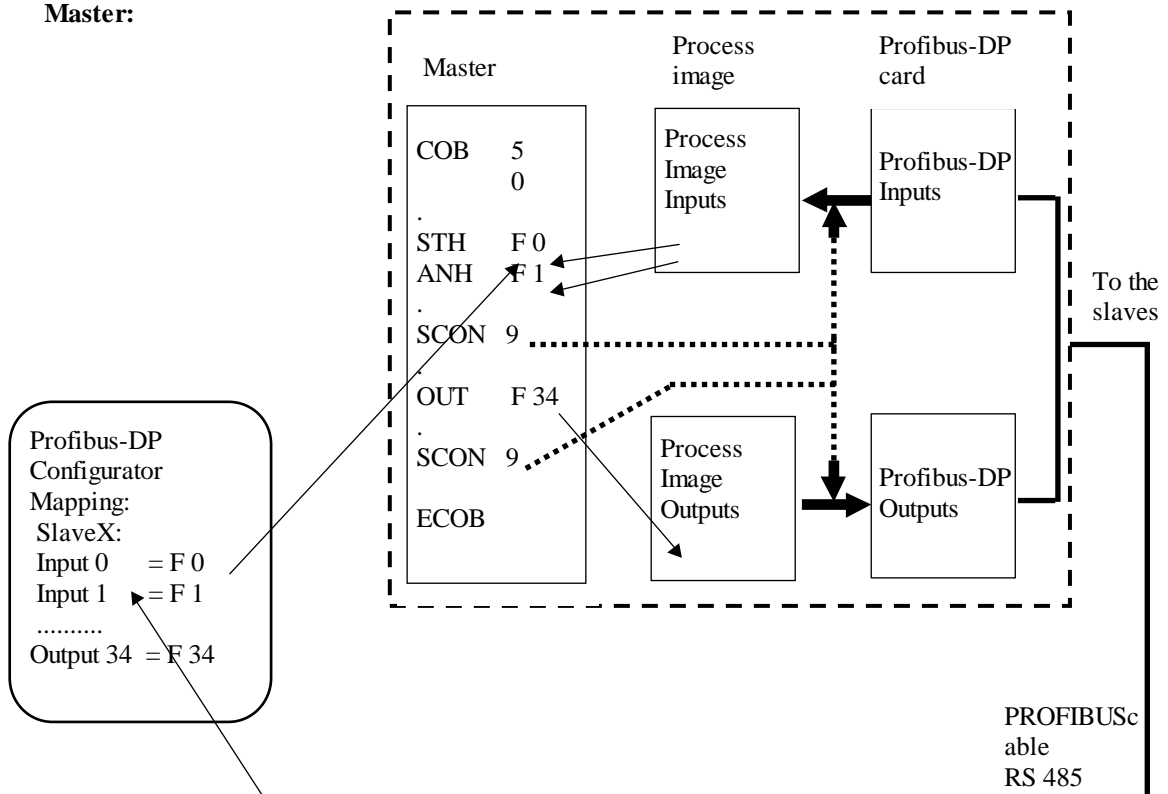 Master:
Master
Process
image
Profibus-DP
card
COB 5
0
.
STH F 0
ANH F 1
.
SCON 9
.
OUT F 34
.
SCON 9
ECOB
Process
Image
Inputs
Profibus-DP
Inputs
Process
Image
Outputs
Profibus-DP
Outputs
To the
slaves
Profibus-DP
Configurator
Mapping:
SlaveX:
Input 0 = F 0
Input 1 = F 1
..........
Output 34 = F 34
PROFIBUSc
able
RS 485